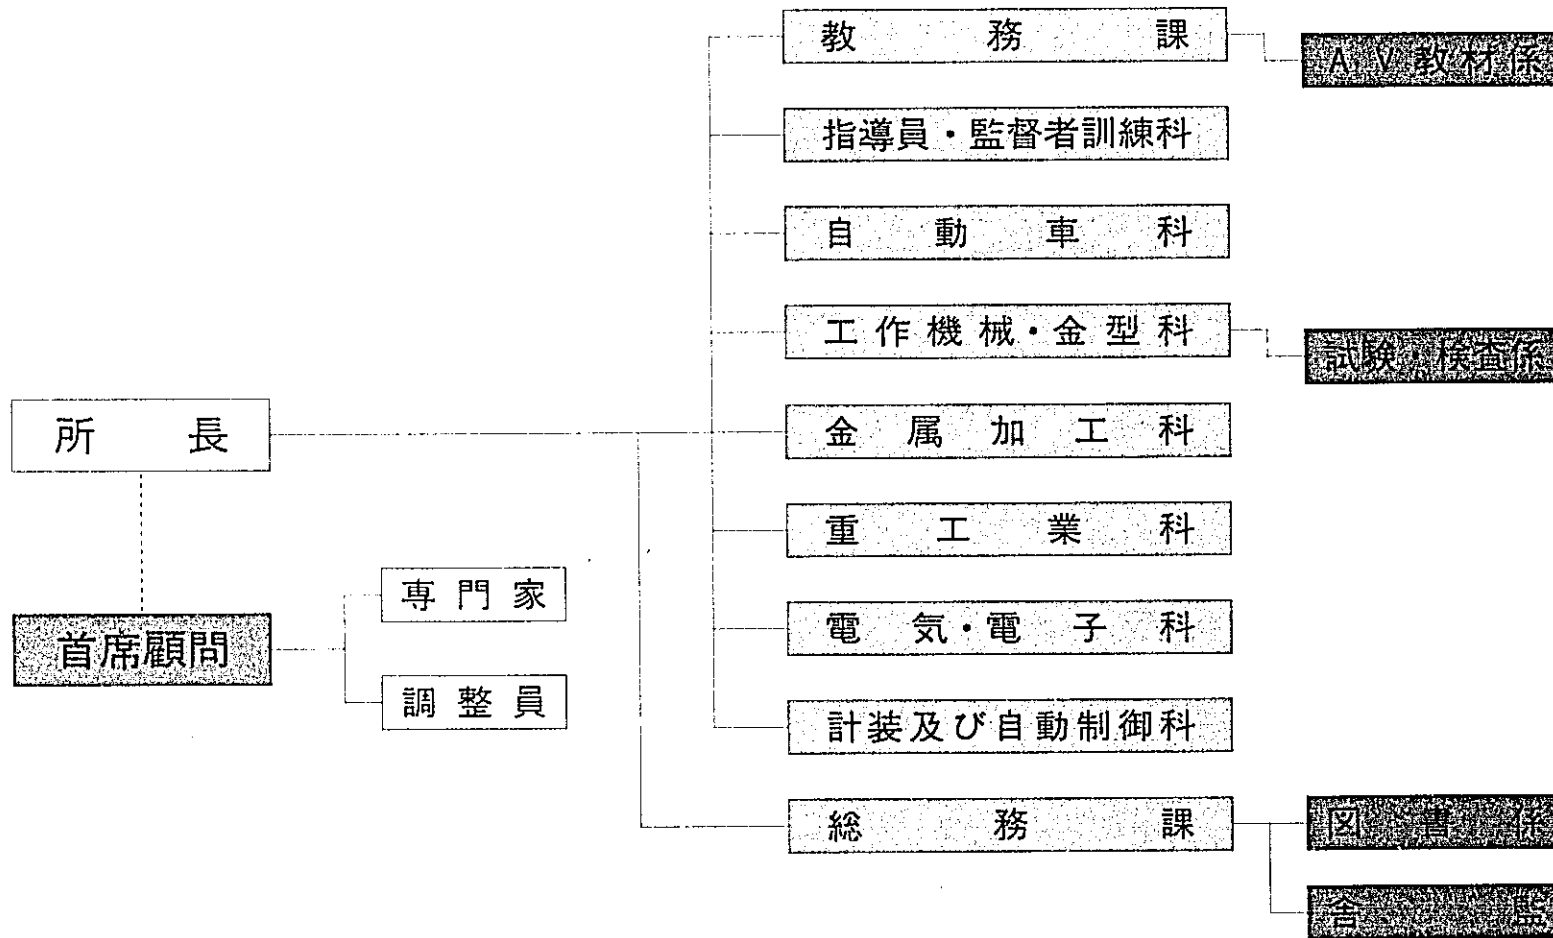 教務課
AV教材係
指導員・監督者訓練科
自動車科
工作機械・金型科
試験・検査係
所長
金属加工科
重工業科
専門家
首席顧問
電気・電子科
調整員
計装及び自動制御科
総務課
図書係
舎監